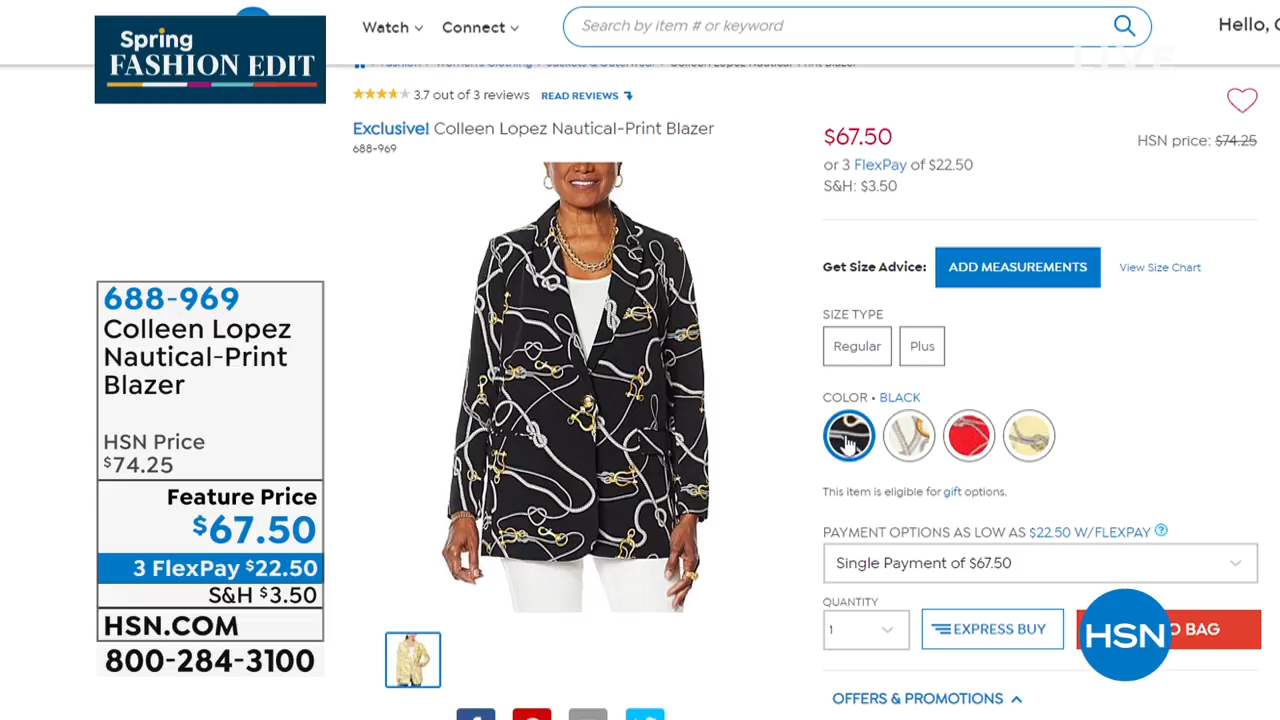 Spring
FASHION EDIT
Watch
Connect
Search by item # or keyword
Hello,
LIVE
3.7 out of 3 reviews
READ REVIEWS
Exclusive! Colleen Lopez Nautical-Print Blazer
688-969
$67.50
HSN price: $74.25
or 3 FlexPay of $22.50
S&H: $3.50
Get Size Advice:
ADD MEASUREMENTS
View Size Chart
SIZE TYPE
Regular
Plus
COLOR • BLACK
This item is eligible for gift options.
PAYMENT OPTIONS AS LOW AS $22.50 W/FLEXPAY ?
Single Payment of $67.50
QUANTITY
1
EXPRESS BUY
O BAG
HSN
OFFERS & PROMOTIONS
688-969
Colleen Lopez
Nautical-Print
Blazer
HSN Price
$74.25
Feature Price
$67.50
3 FlexPay $22.50
S&H $3.50
HSN.COM
800-284-3100